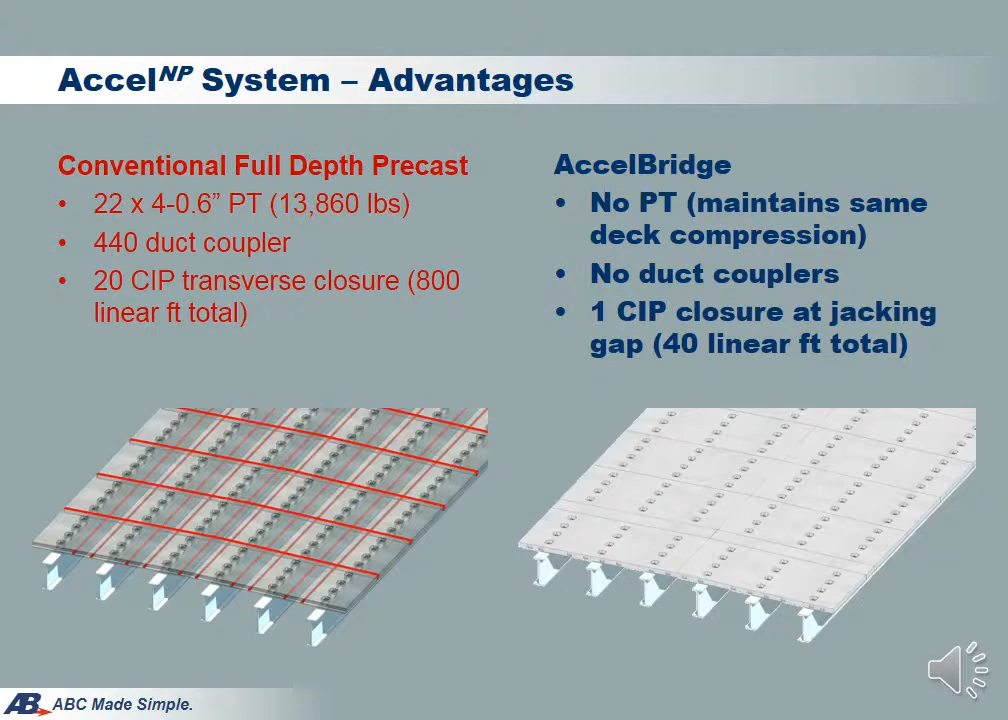 Accel^NP System – Advantages
Conventional Full Depth Precast
• 22 x 4-0.6” PT (13,860 lbs)
• 440 duct coupler
• 20 CIP transverse closure (800
linear ft total)
AccelBridge
• No PT (maintains same
deck compression)
• No duct couplers
• 1 CIP closure at jacking
gap (40 linear ft total)
AB ABC Made Simple.